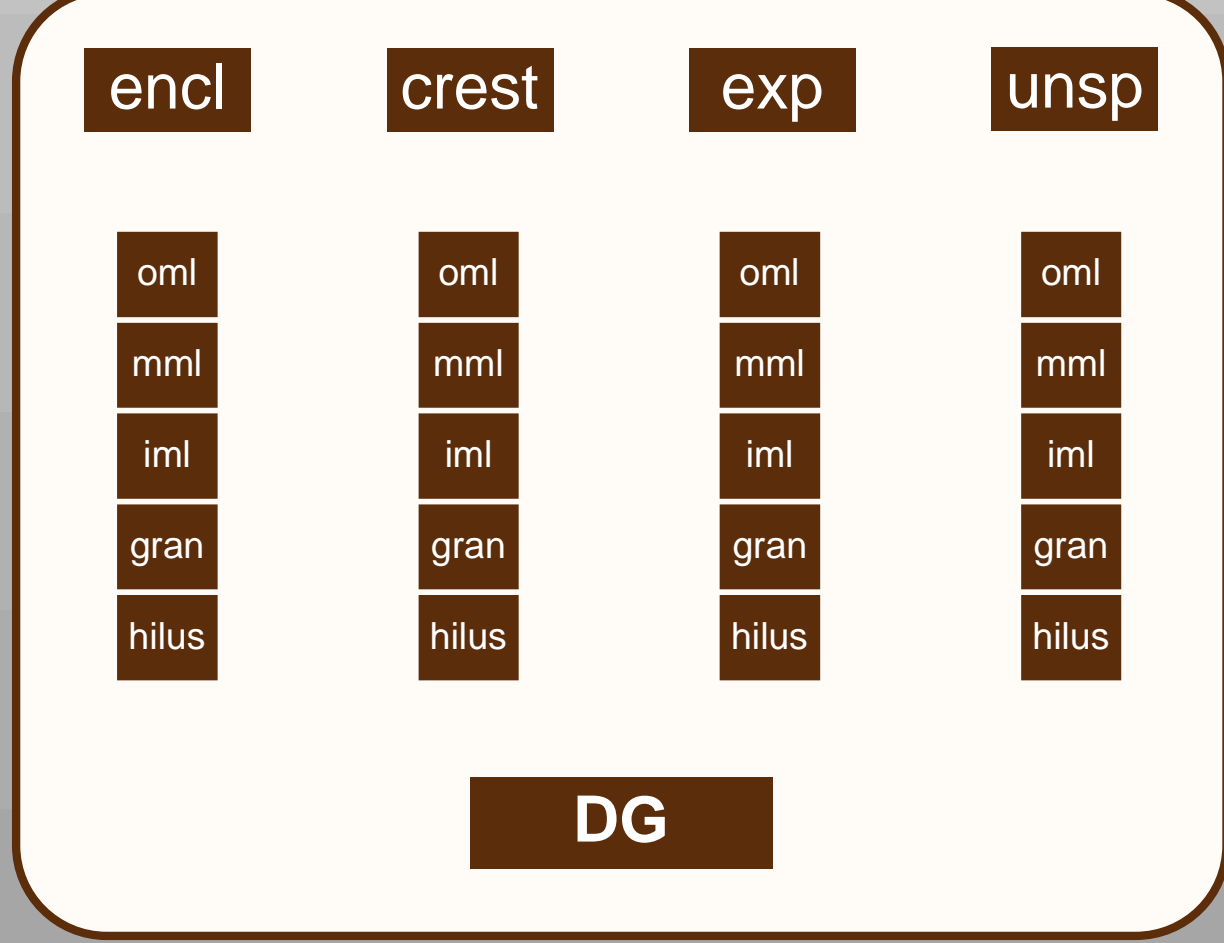 encl crest exp unsp
oml oml oml oml
mml mml mml mml
iml iml iml iml
gran gran gran gran
hilus hilus hilus hilus
DG